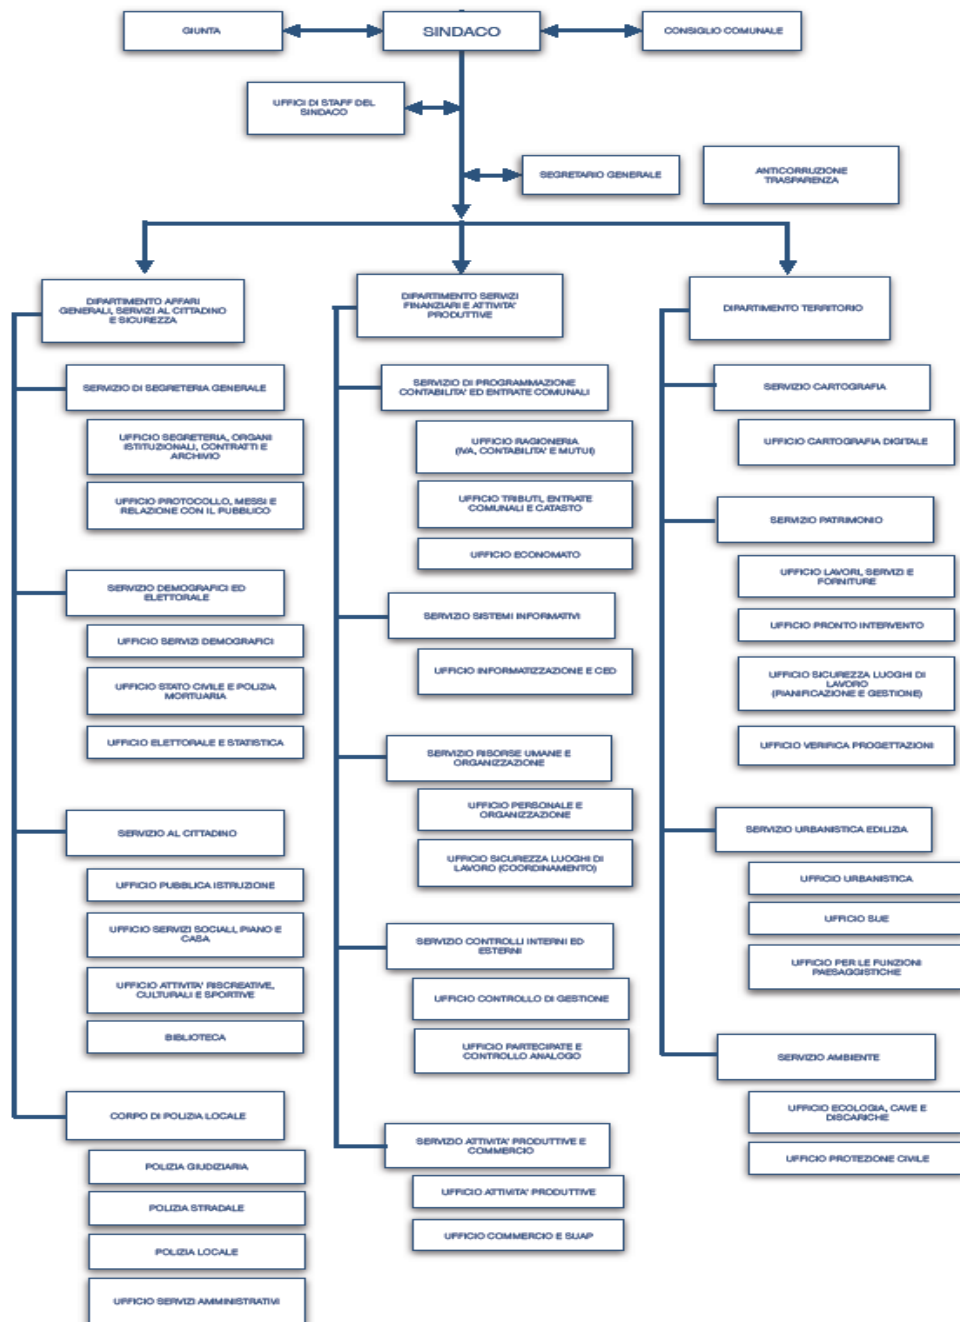 GIUNTA
SINDACO
CONSIGLIO COMUNALE
UFFICI DI STAFF DEL
SINDACO
SEGRETARIO GENERALE
ANTICORRUZIONE
TRASPARENZA
DIPARTIMENTO AFFARI
GENERALI, SERVIZI AL CITTADINO
E SICUREZZA
SERVIZIO DI SEGRETERIA GENERALE
UFFICIO SEGRETERIA, ORGANI
ISTITUZIONALI, CONTRATTI E
ARCHIVIO
UFFICIO PROTOCOLLO, MESSI E
RELAZIONE CON IL PUBBLICO
SERVIZIO DEMOGRAFICI ED
ELETTORALE
UFFICIO SERVIZI DEMOGRAFICI
UFFICIO STATO CIVILE E POLIZIA
MORTUARIA
UFFICIO ELETTORALE E STATISTICA
SERVIZIO AL CITTADINO
UFFICIO PUBBLICA ISTRUZIONE
UFFICIO SERVIZI SOCIALI, PIANO E
CASA
UFFICIO ATTIVITA' RISCREATIVE,
CULTURALI E SPORTIVE
BIBLIOTECA
CORPO DI POLIZIA LOCALE
POLIZIA GIUDIZIARIA
POLIZIA STRADALE
POLIZIA LOCALE
UFFICIO SERVIZI AMMINISTRATIVI
DIPARTIMENTO SERVIZI
FINANZIARI E ATTIVITA'
PRODUTTIVE
SERVIZIO DI PROGRAMMAZIONE
CONTABILITA' ED ENTRATE COMUNALI
UFFICIO RAGIONERIA
(IVA, CONTABILITA' E MUTUI)
UFFICIO TRIBUTI, ENTRATE
COMUNALI E CATASTO
UFFICIO ECONOMATO
SERVIZIO SISTEMI INFORMATIVI
UFFICIO INFORMATIZZAZIONE E CED
SERVIZIO RISORSE UMANE E
ORGANIZZAZIONE
UFFICIO PERSONALE E
ORGANIZZAZIONE
UFFICIO SICUREZZA LUOGHI DI
LAVORO (COORDINAMENTO)
SERVIZIO CONTROLLI INTERNI ED
ESTERNI
UFFICIO CONTROLLO DI GESTIONE
UFFICIO PARTECIPATE E
CONTROLLO ANALOGO
SERVIZIO ATTIVITA' PRODUTTIVE E
COMMERCIO
UFFICIO ATTIVITA' PRODUTTIVE
UFFICIO COMMERCIO E SUAP
DIPARTIMENTO TERRITORIO
SERVIZIO CARTOGRAFIA
UFFICIO CARTOGRAFIA DIGITALE
SERVIZIO PATRIMONIO
UFFICIO LAVORI, SERVIZI E
FORNITURE
UFFICIO PRONTO INTERVENTO
UFFICIO SICUREZZA LUOGHI DI
LAVORO
(PIANIFICAZIONE E GESTIONE)
UFFICIO VERIFICA PROGETTAZIONI
SERVIZIO URBANISTICA EDILIZIA
UFFICIO URBANISTICA
UFFICIO SUE
UFFICIO PER LE FUNZIONI
PAESAGGISTICHE
SERVIZIO AMBIENTE
UFFICIO ECOLOGIA, CAVE E
DISCARICHE
UFFICIO PROTEZIONE CIVILE